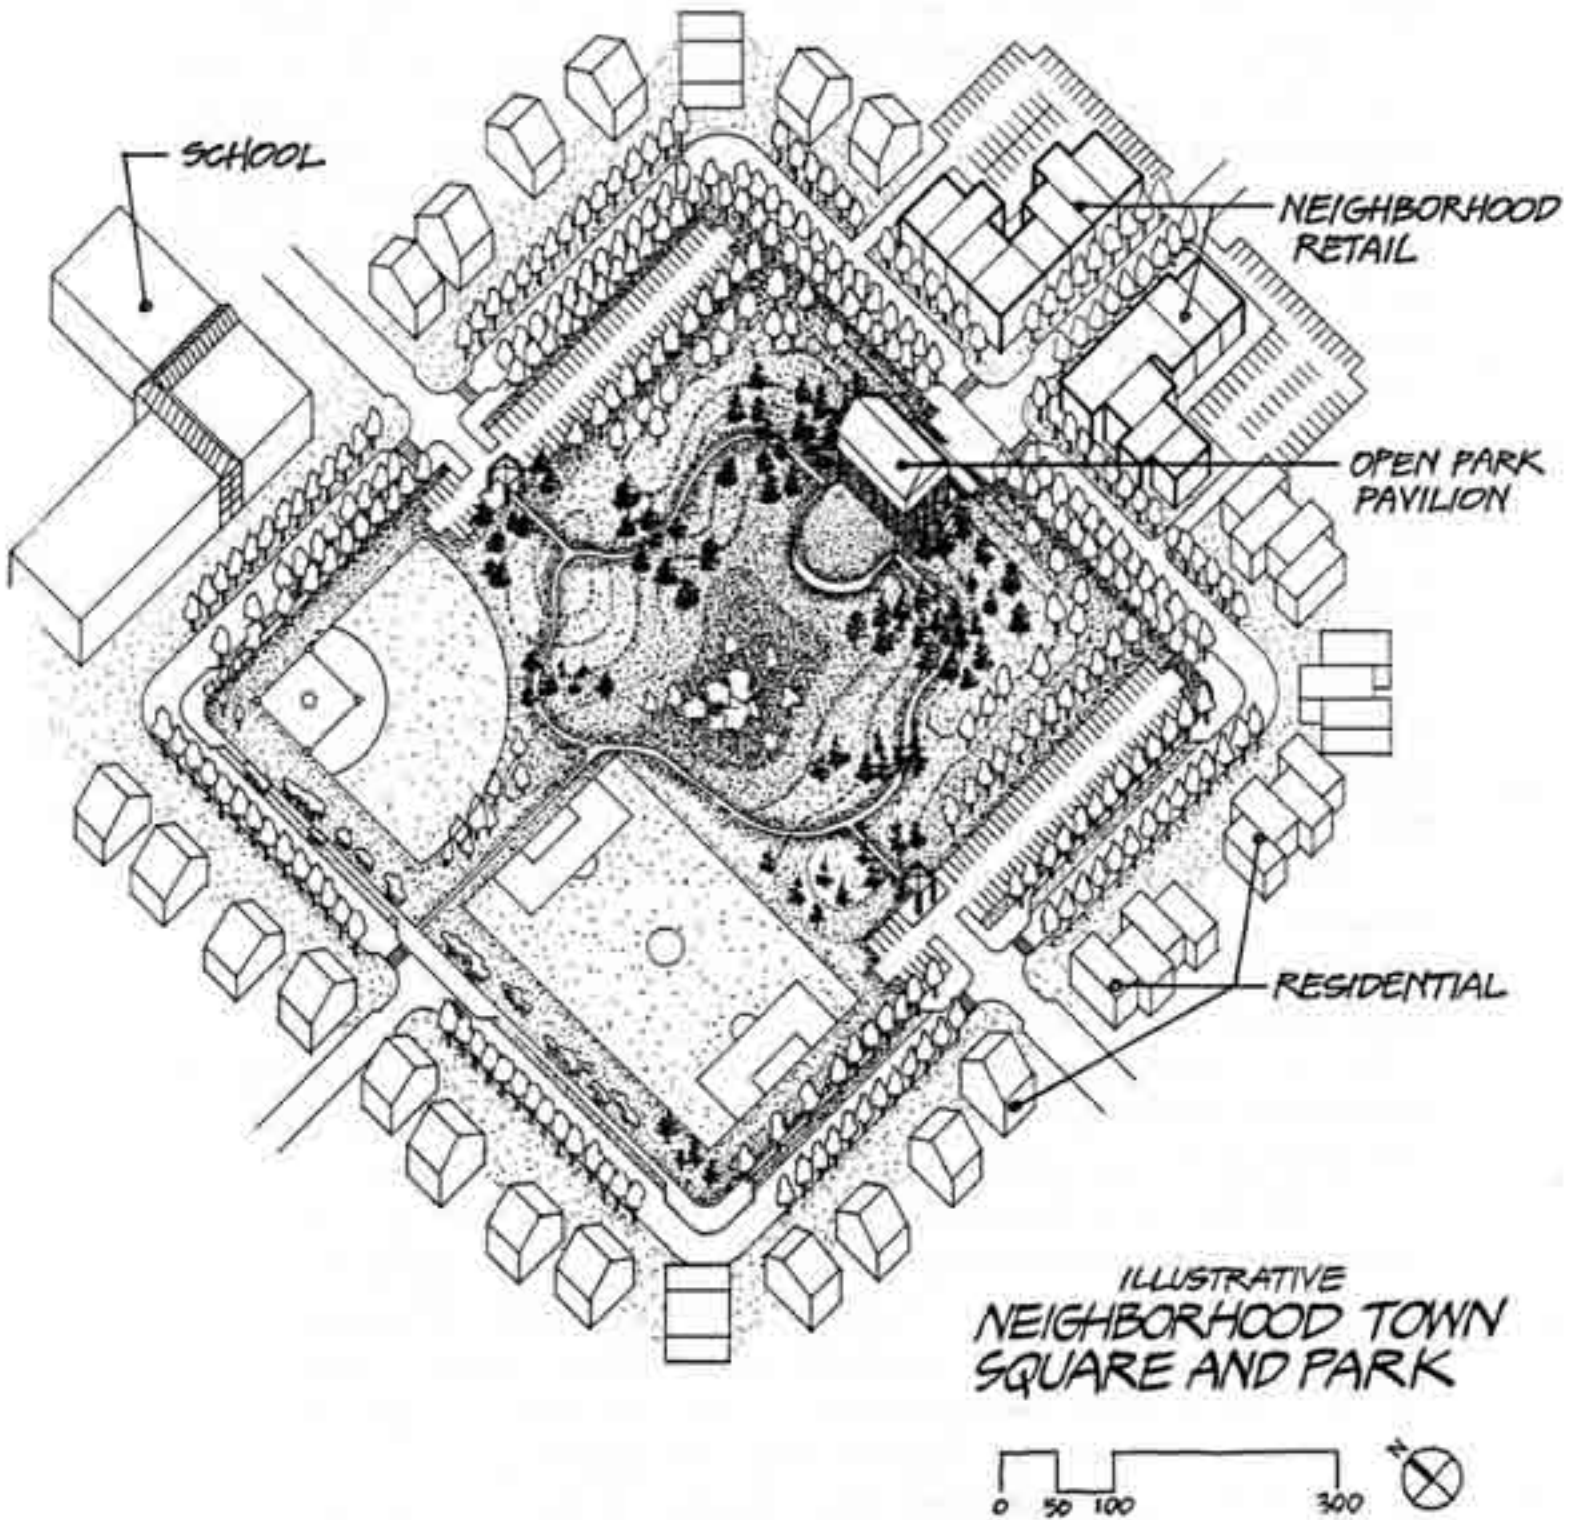 SCHOOL
NEIGHBORHOOD
RETAIL
OPEN PARK
PAVILION
RESIDENTIAL
ILLUSTRATIVE
NEIGHBORHOOD TOWN
SQUARE AND PARK
0 50 100 300
N